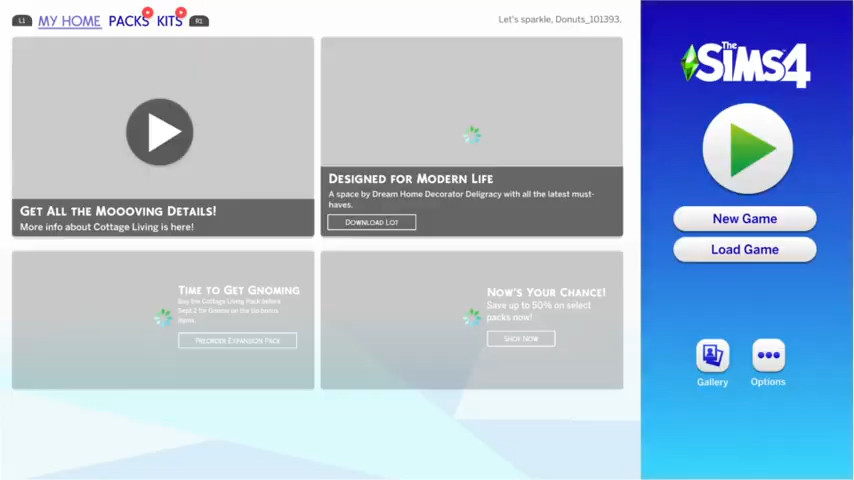 L1 MY HOME PACKS KITS R1
Let's sparkle, Donuts_101393.
GET ALL THE MOOOVING DETAILS!
More info about Cottage Living is here!
DESIGNED FOR MODERN LIFE
A space by Dream Home Decorator Deligracy with all the latest must-
haves.
DOWNLOAD LOT
TIME TO GET GNOMING
Buy the Cottage Living Pack before
Sept 2 for Gnome on the Go bonus
items.
PREORDER EXPANSION PACK
NOW'S YOUR CHANCE!
Save up to 50% on select
packs now!
SHOP NOW
The SIMS 4
New Game
Load Game
Gallery
Options